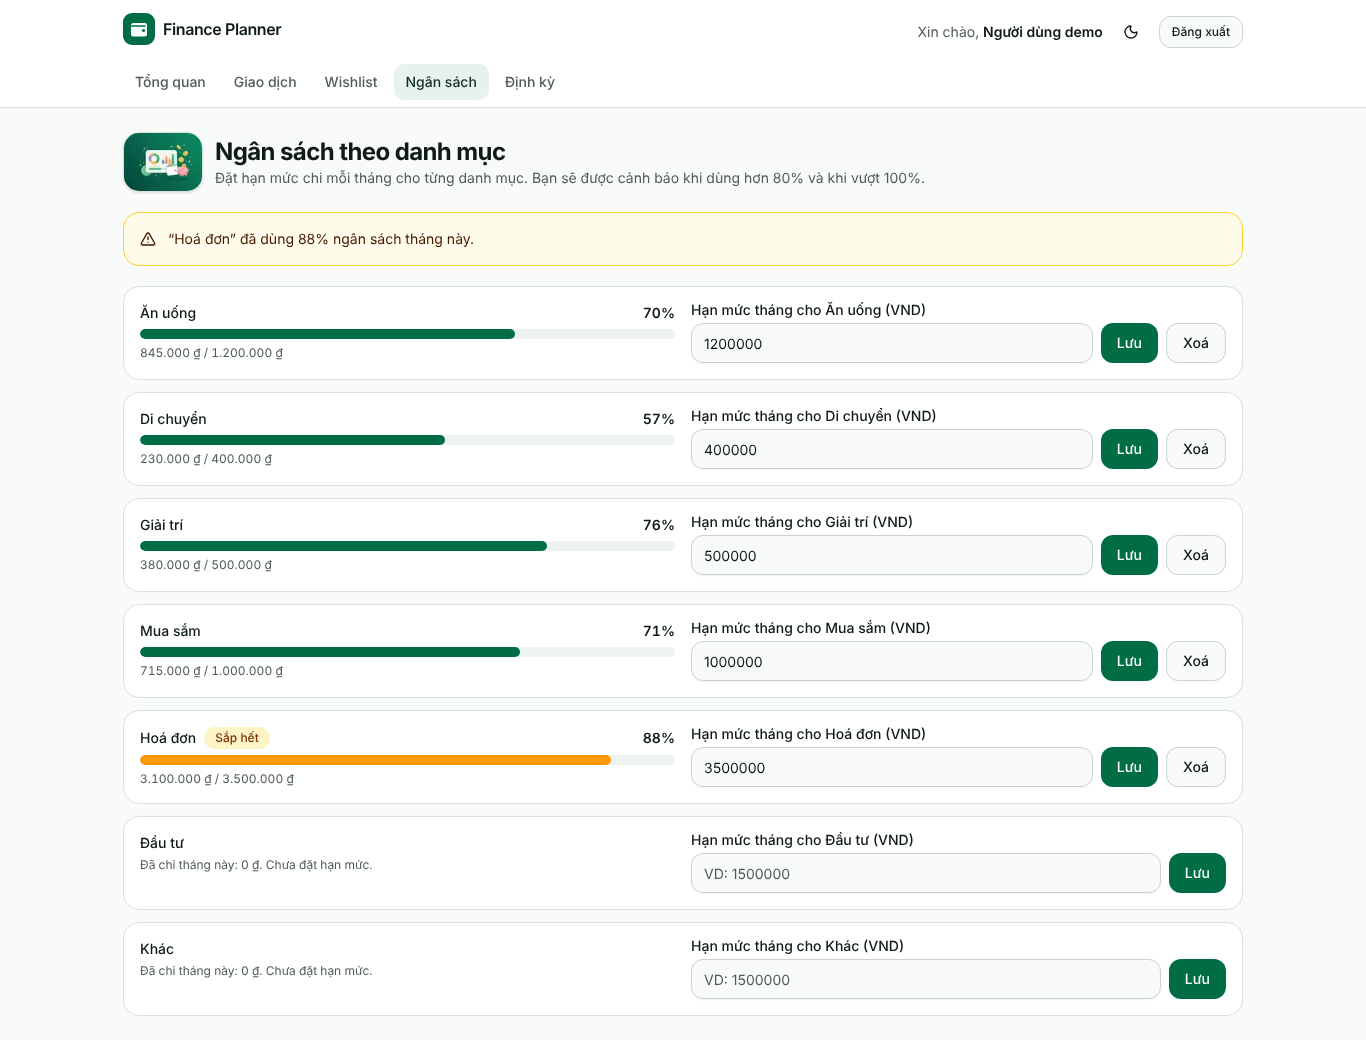 Finance Planner
Xin chào, Người dùng demo
Đăng xuất
Tổng quan
Giao dịch
Wishlist
Ngân sách
Định kỳ
Ngân sách theo danh mục
Đặt hạn mức chi mỗi tháng cho từng danh mục. Bạn sẽ được cảnh báo khi dùng hơn 80% và khi vượt 100%.
“Hoá đơn” đã dùng 88% ngân sách tháng này.
Ăn uống
70%
845.000 ₫ / 1.200.000 ₫
Hạn mức tháng cho Ăn uống (VND)
1200000
Lưu
Xoá
Di chuyển
57%
230.000 ₫ / 400.000 ₫
Hạn mức tháng cho Di chuyển (VND)
400000
Lưu
Xoá
Giải trí
76%
380.000 ₫ / 500.000 ₫
Hạn mức tháng cho Giải trí (VND)
500000
Lưu
Xoá
Mua sắm
71%
715.000 ₫ / 1.000.000 ₫
Hạn mức tháng cho Mua sắm (VND)
1000000
Lưu
Xoá
Hoá đơn
Sắp hết
88%
3.100.000 ₫ / 3.500.000 ₫
Hạn mức tháng cho Hoá đơn (VND)
3500000
Lưu
Xoá
Đầu tư
Đã chi tháng này: 0 ₫. Chưa đặt hạn mức.
Hạn mức tháng cho Đầu tư (VND)
VD: 1500000
Lưu
Khác
Đã chi tháng này: 0 ₫. Chưa đặt hạn mức.
Hạn mức tháng cho Khác (VND)
VD: 1500000
Lưu